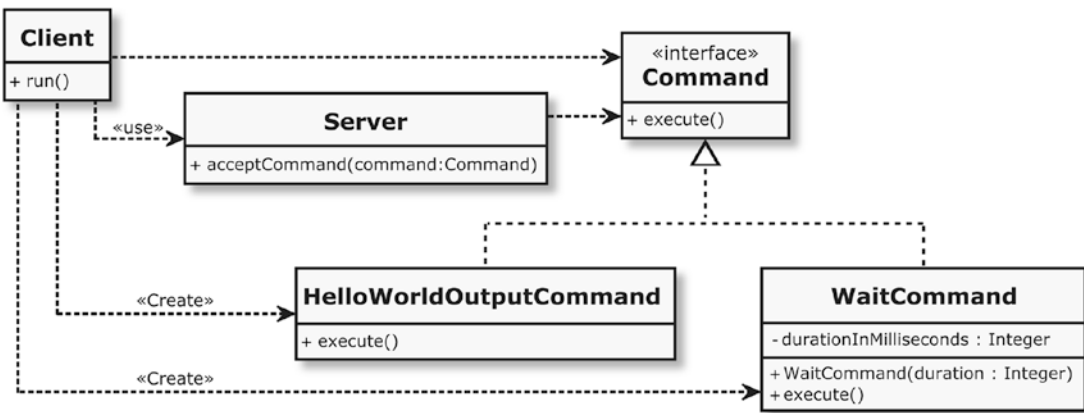 Client
+ run()
«interface»
Command
+ execute()
«use»
Server
+ acceptCommand(command:Command)
«Create»
HelloWorldOutputCommand
+ execute()
WaitCommand
- durationInMilliseconds : Integer
+ WaitCommand(duration : Integer)
+ execute()
«Create»